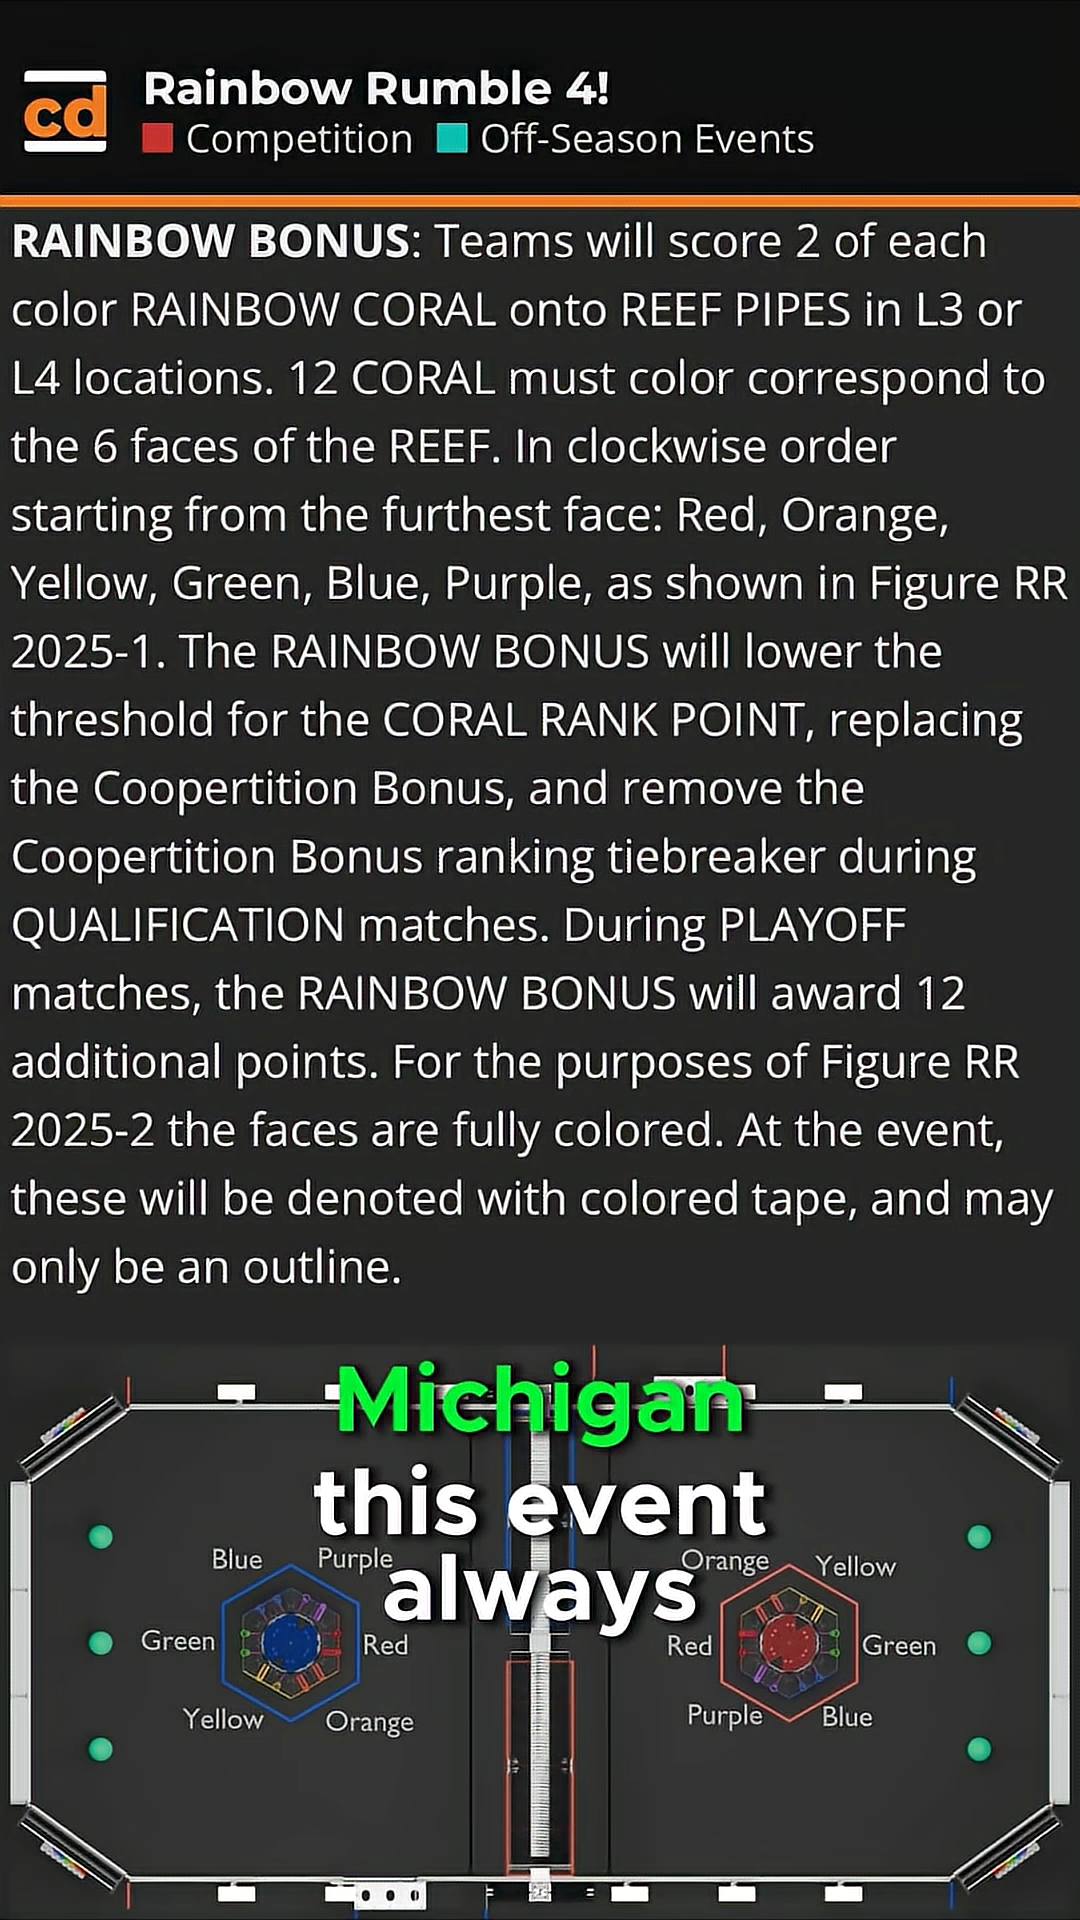 cd
Rainbow Rumble 4!
Competition Off-Season Events
RAINBOW BONUS: Teams will score 2 of each
color RAINBOW CORAL onto REEF PIPES in L3 or
L4 locations. 12 CORAL must color correspond to
the 6 faces of the REEF. In clockwise order
starting from the furthest face: Red, Orange,
Yellow, Green, Blue, Purple, as shown in Figure RR
2025-1. The RAINBOW BONUS will lower the
threshold for the CORAL RANK POINT, replacing
the Coopertition Bonus, and remove the
Coopertition Bonus ranking tiebreaker during
QUALIFICATION matches. During PLAYOFF
matches, the RAINBOW BONUS will award 12
additional points. For the purposes of Figure RR
2025-2 the faces are fully colored. At the event,
these will be denoted with colored tape, and may
only be an outline.
Michigan
this event
always
Blue Purple
Green Red
Yellow Orange
Orange Yellow
Red Green
Purple Blue